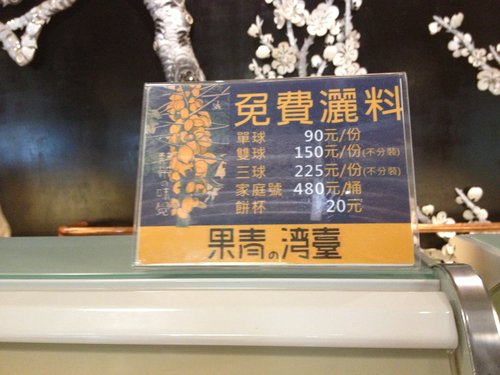 免費灑料
單球 90元/份
雙球 150元/份(不分裝)
三球 225元/份(不分裝)
家庭號 480元/桶
餅杯 20元
果青の湾臺